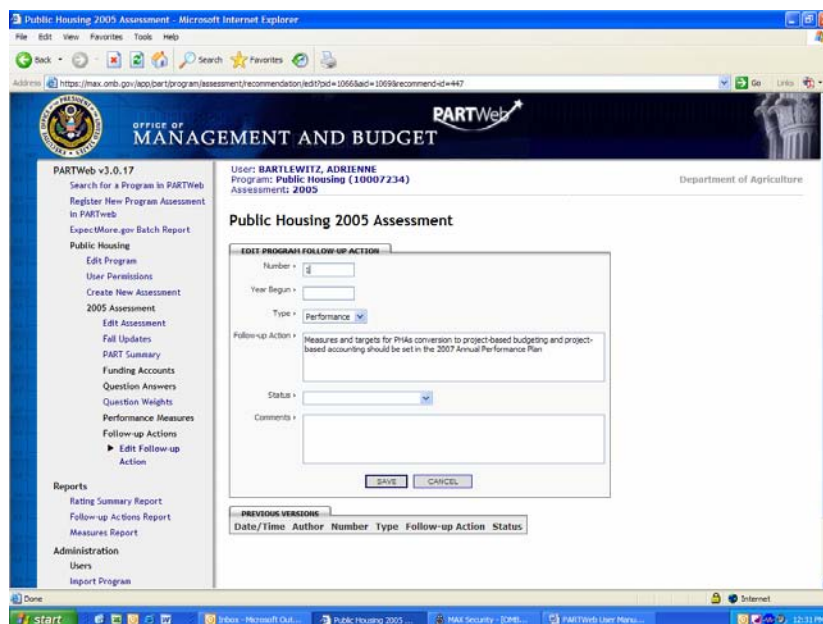 Public Housing 2005 Assessment - Microsoft Internet Explorer
File Edit View Favorites Tools Help
Back Search Favorites
Address https://max.omb.gov/app/part/program/assessment/recommendation/edit?pid=1066&aid=1069&recommend-id=447 Go Links
OFFICE OF
MANAGEMENT AND BUDGET
PARTWeb
PARTWeb v3.0.17
Search for a Program in PARTWeb
Register New Program Assessment
in PARTweb
ExpectMore.gov Batch Report
Public Housing
Edit Program
User Permissions
Create New Assessment
2005 Assessment
Edit Assessment
Fall Updates
PART Summary
Funding Accounts
Question Answers
Question Weights
Performance Measures
Follow-up Actions
Edit Follow-up
Action
Reports
Rating Summary Report
Follow-up Actions Report
Measures Report
Administration
Users
Import Program
User: BARTLEWITZ, ADRIENNE
Program: Public Housing (10007234)
Assessment: 2005
Department of Agriculture
Public Housing 2005 Assessment
EDIT PROGRAM FOLLOW-UP ACTION
Number
Year Begun
Type Performance
Follow-up Action Measures and targets for PHAs conversion to project-based budgeting and project-
based accounting should be set in the 2007 Annual Performance Plan
Status
Comments
SAVE CANCEL
PREVIOUS VERSIONS
Date/Time Author Number Type Follow-up Action Status
Done Internet
start Inbox - Microsoft Out... Public Housing 2005 ... MAX Security - [OMB... PARTWeb User Manu... 12:31 PM